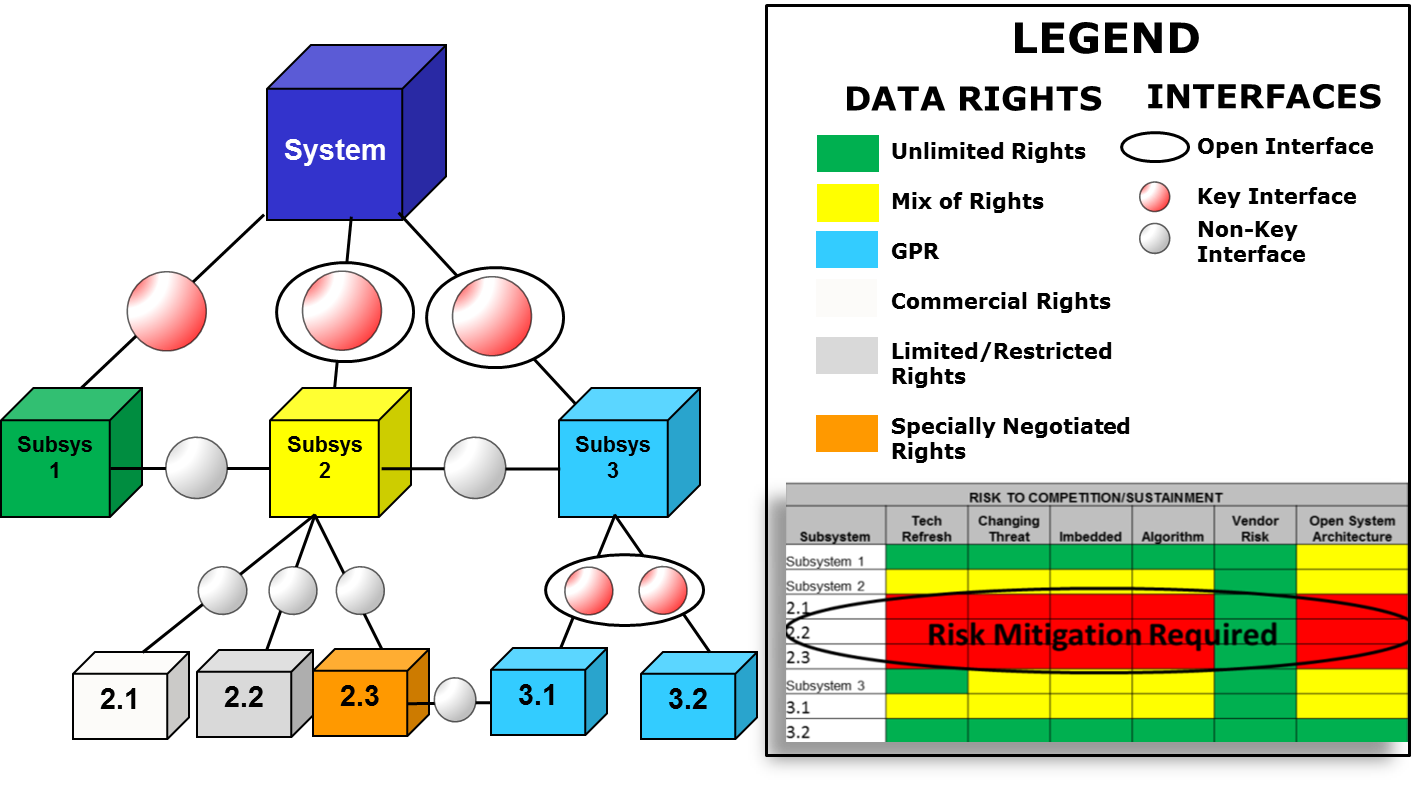 System
Subsys
1
Subsys
2
Subsys
3
2.1
2.2
2.3
3.1
3.2
LEGEND
DATA RIGHTS
Unlimited Rights
Mix of Rights
GPR
Commercial Rights
Limited/Restricted
Rights
Specially Negotiated
Rights
INTERFACES
Open Interface
Key Interface
Non-Key
Interface
RISK TO COMPETITION/SUSTAINMENT
Subsystem Tech Refresh Changing Threat Imbedded Algorithm Vendor Risk Open System Architecture
Subsystem 1
Subsystem 2
2.1
2.2 Risk Mitigation Required
2.3
Subsystem 3
3.1
3.2